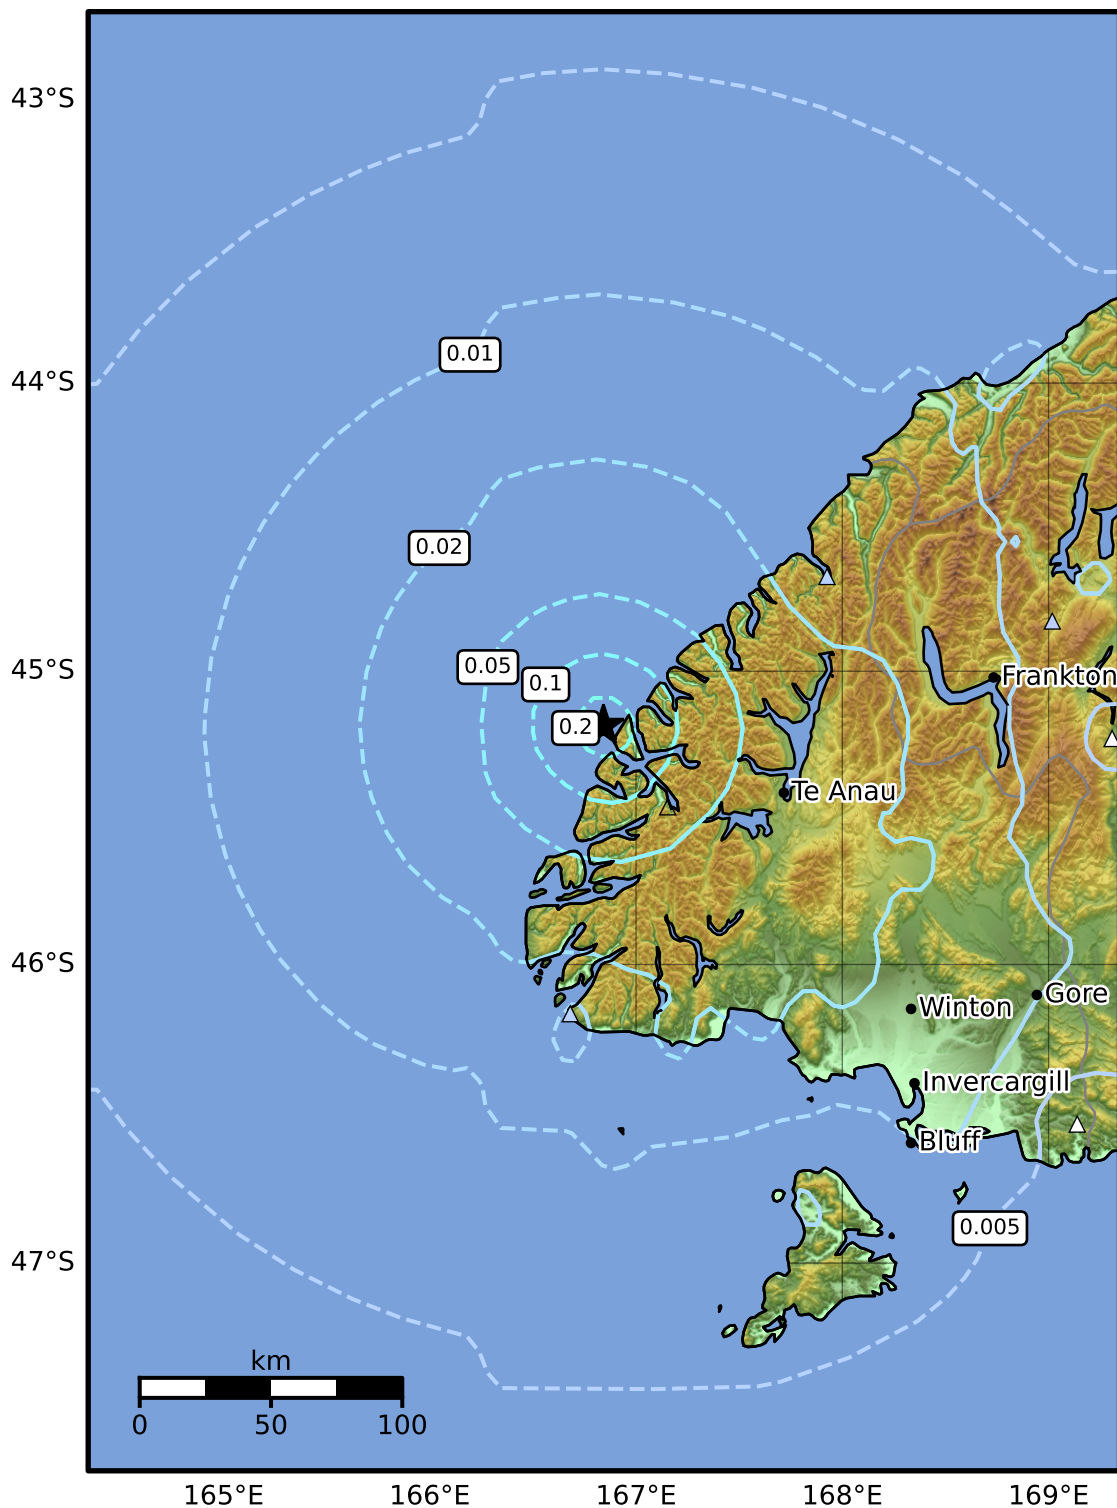 43°S
0.01
44°S
0.02
0.05
45°S
0.1
Frankton
0.2
Te Anau
46°S
Gore
Winton
Invercargill
Bluff
0.005
47°S
km
0 50 100
165°E 166°E 167°E 168°E 169°E